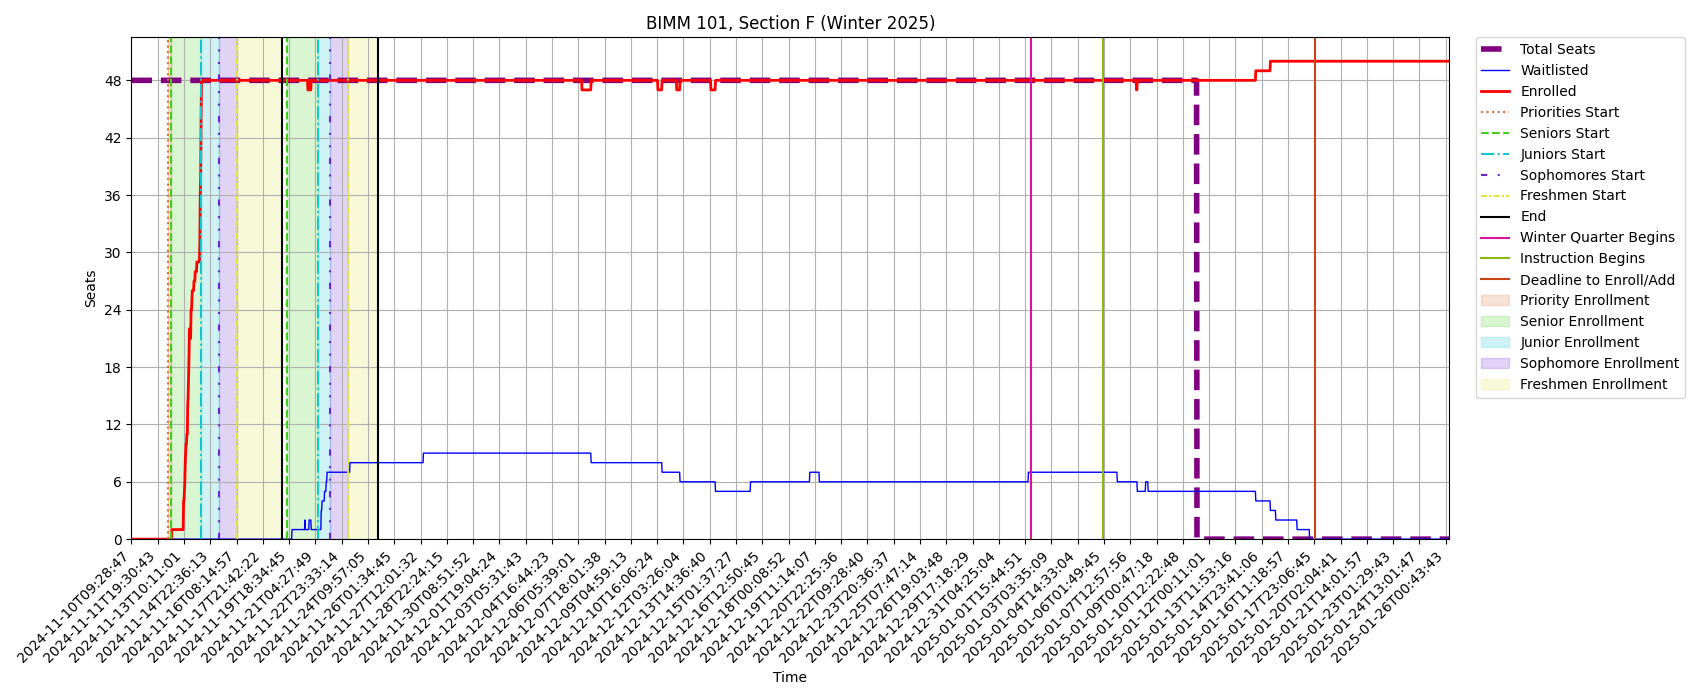 BIMM 101, Section F (Winter 2025)
Total Seats
Waitlisted
Enrolled
Priorities Start
Seniors Start
Juniors Start
Sophomores Start
Freshmen Start
End
Winter Quarter Begins
Instruction Begins
Deadline to Enroll/Add
Priority Enrollment
Senior Enrollment
Junior Enrollment
Sophomore Enrollment
Freshmen Enrollment
Seats
48
42
36
30
24
18
12
6
0
2024-11-10T09:28:47
2024-11-11T19:30:43
2024-11-13T10:11:01
2024-11-14T22:36:13
2024-11-16T08:14:57
2024-11-17T21:42:22
2024-11-19T18:34:45
2024-11-21T04:27:49
2024-11-22T23:33:14
2024-11-24T09:57:05
2024-11-26T01:34:45
2024-11-27T12:01:32
2024-11-28T22:24:15
2024-11-30T08:51:52
2024-12-01T19:04:24
2024-12-03T05:31:43
2024-12-04T16:44:23
2024-12-06T05:39:01
2024-12-07T18:01:38
2024-12-09T04:59:13
2024-12-10T16:06:24
2024-12-12T03:26:04
2024-12-13T14:36:40
2024-12-15T01:37:27
2024-12-16T12:50:45
2024-12-18T00:08:52
2024-12-19T11:14:07
2024-12-20T22:25:36
2024-12-22T09:28:40
2024-12-23T20:36:37
2024-12-25T07:47:14
2024-12-26T19:03:48
2024-12-29T17:18:29
2024-12-31T04:25:04
2025-01-01T15:44:51
2025-01-03T03:35:09
2025-01-04T14:33:04
2025-01-06T01:49:45
2025-01-07T12:57:56
2025-01-09T00:47:18
2025-01-10T12:22:48
2025-01-12T00:11:01
2025-01-13T11:53:16
2025-01-14T23:41:06
2025-01-16T11:18:57
2025-01-17T23:06:45
2025-01-20T02:04:41
2025-01-21T14:01:57
2025-01-23T01:29:43
2025-01-24T13:01:47
2025-01-26T00:43:43
Time